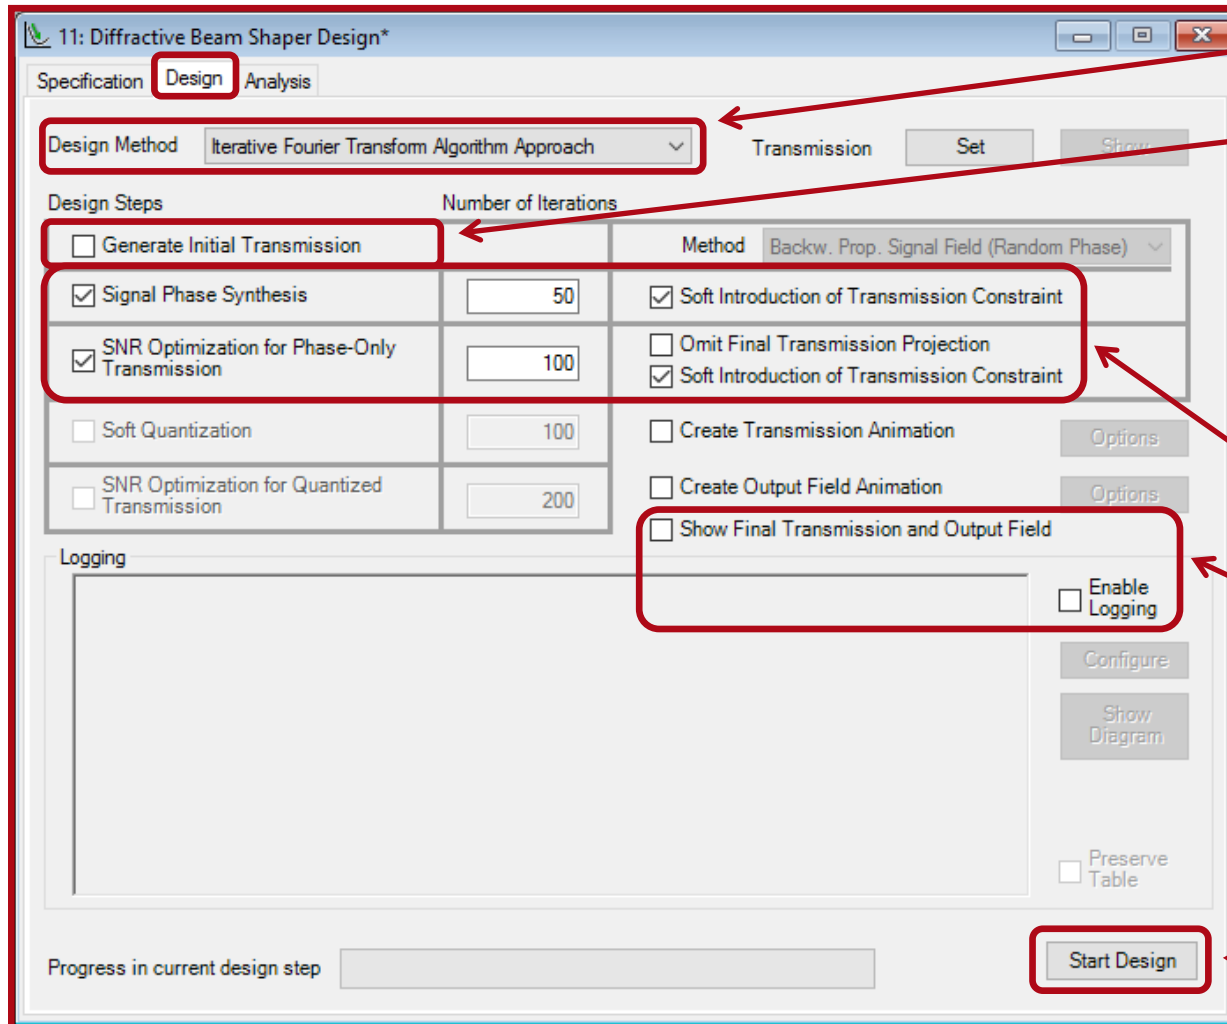 11: Diffractive Beam Shaper Design*
Specification Design Analysis
Design Method Iterative Fourier Transform Algorithm Approach Transmission Set Show
Design Steps Number of Iterations
Generate Initial Transmission Method Backw. Prop. Signal Field (Random Phase)
Signal Phase Synthesis 50 Soft Introduction of Transmission Constraint
SNR Optimization for Phase-Only
Transmission
100
Omit Final Transmission Projection
Soft Introduction of Transmission Constraint
Soft Quantization 100 Create Transmission Animation Options
SNR Optimization for Quantized
Transmission
200
Create Output Field Animation Options
Show Final Transmission and Output Field
Logging
Enable
Logging
Configure
Show
Diagram
Preserve
Table
Progress in current design step Start Design